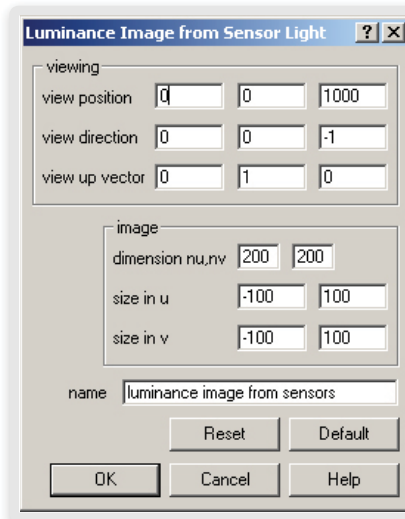 Luminance Image from Sensor Light ? X
viewing
view position 0 0 1000
view direction 0 0 -1
view up vector 0 1 0
image
dimension nu,nv 200 200
size in u -100 100
size in v -100 100
name luminance image from sensors
Reset Default
OK Cancel Help